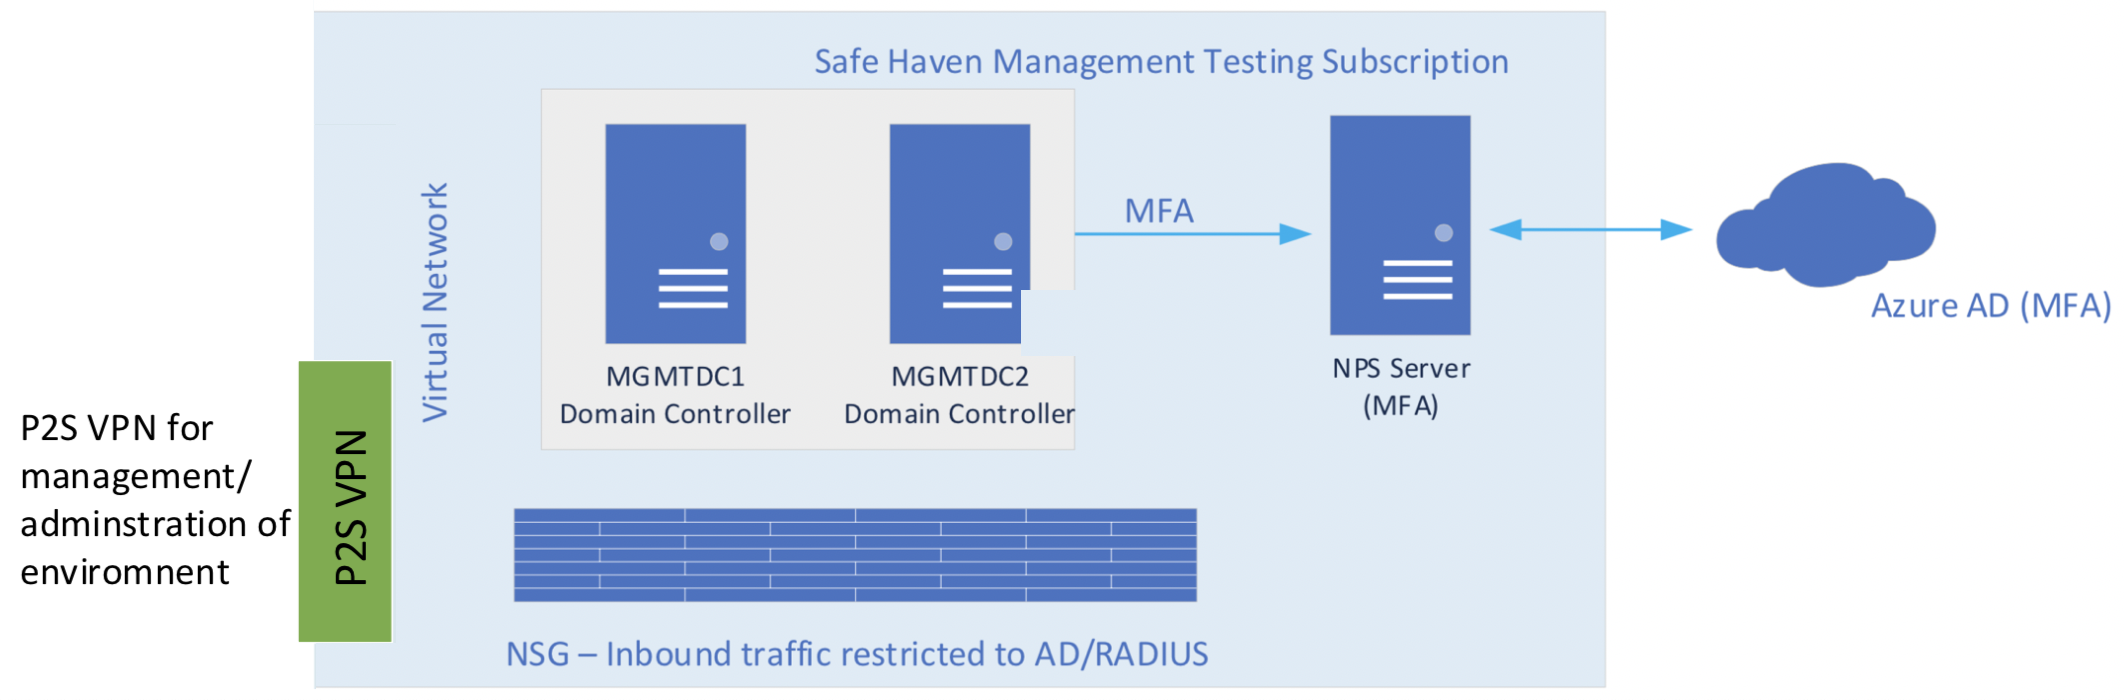 Safe Haven Management Testing Subscription
Virtual Network
MFA
MGMTDC1
Domain Controller
MGMTDC2
Domain Controller
NPS Server
(MFA)
Azure AD (MFA)
P2S VPN for
management/
adminstration of
enviromnent
P2S VPN
NSG – Inbound traffic restricted to AD/RADIUS